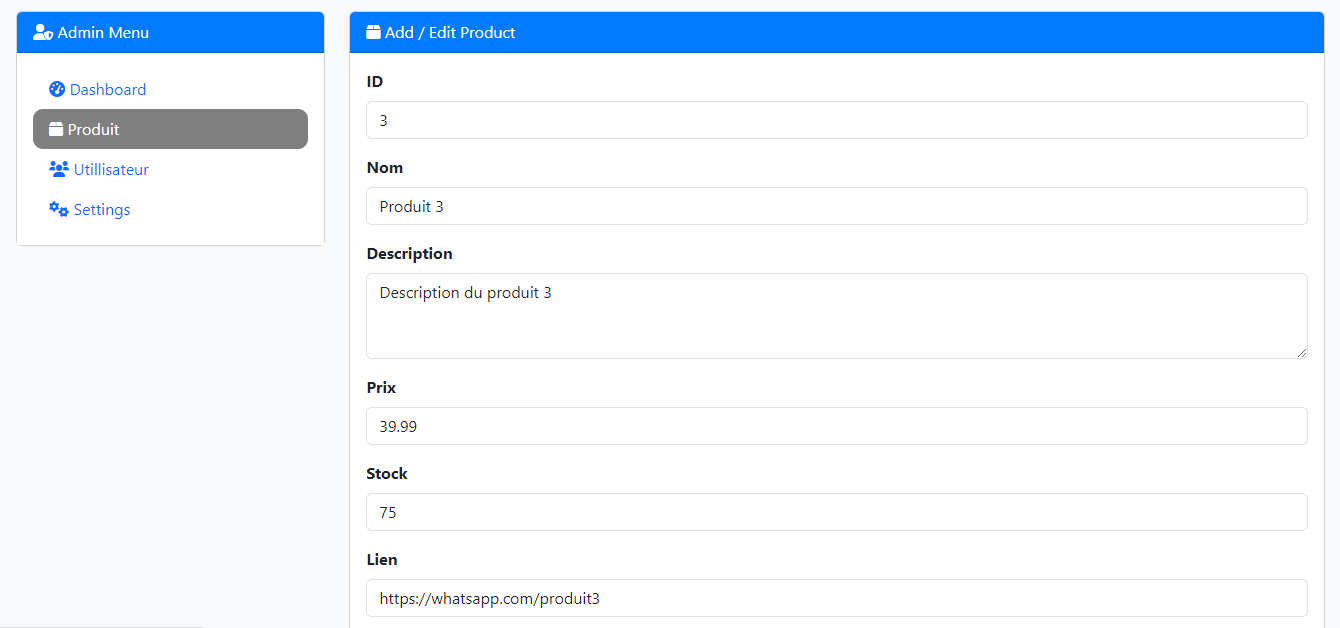 Admin Menu
Dashboard
Produit
Utillisateur
Settings
Add / Edit Product
ID
3
Nom
Produit 3
Description
Description du produit 3
Prix
39.99
Stock
75
Lien
https://whatsapp.com/produit3